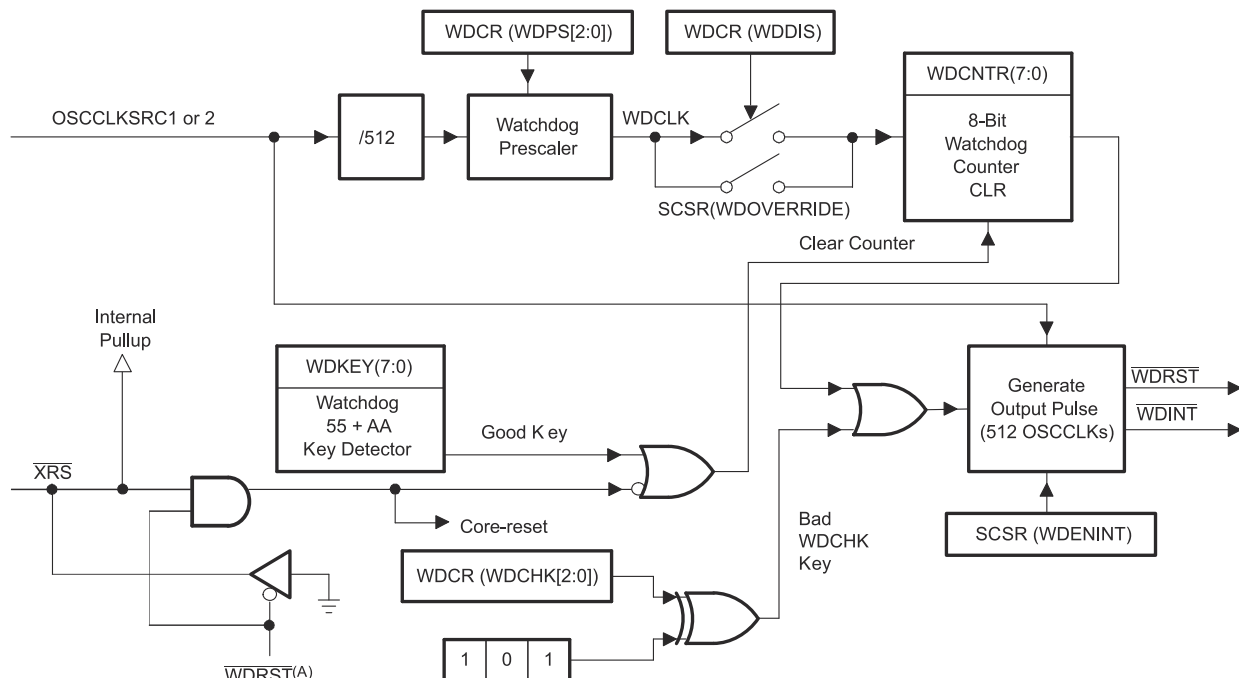 WDCR (WDPS[2:0])
WDCR (WDDIS)
WDCNTR(7:0)
OSCCLKSRC1 or 2
/512
Watchdog
Prescaler
WDCLK
8-Bit
Watchdog
Counter
CLR
SCSR(WDOVERRIDE)
Clear Counter
Internal
Pullup
WDKEY(7:0)
Watchdog
55 + AA
Key Detector
Good Key
Generate
Output Pulse
(512 OSCCLKs)
WDRST
WDINT
XRS
Core-reset
Bad
WDCHK
Key
SCSR (WDENINT)
WDCR (WDCHK[2:0])
1 0 1
WDRST(A)